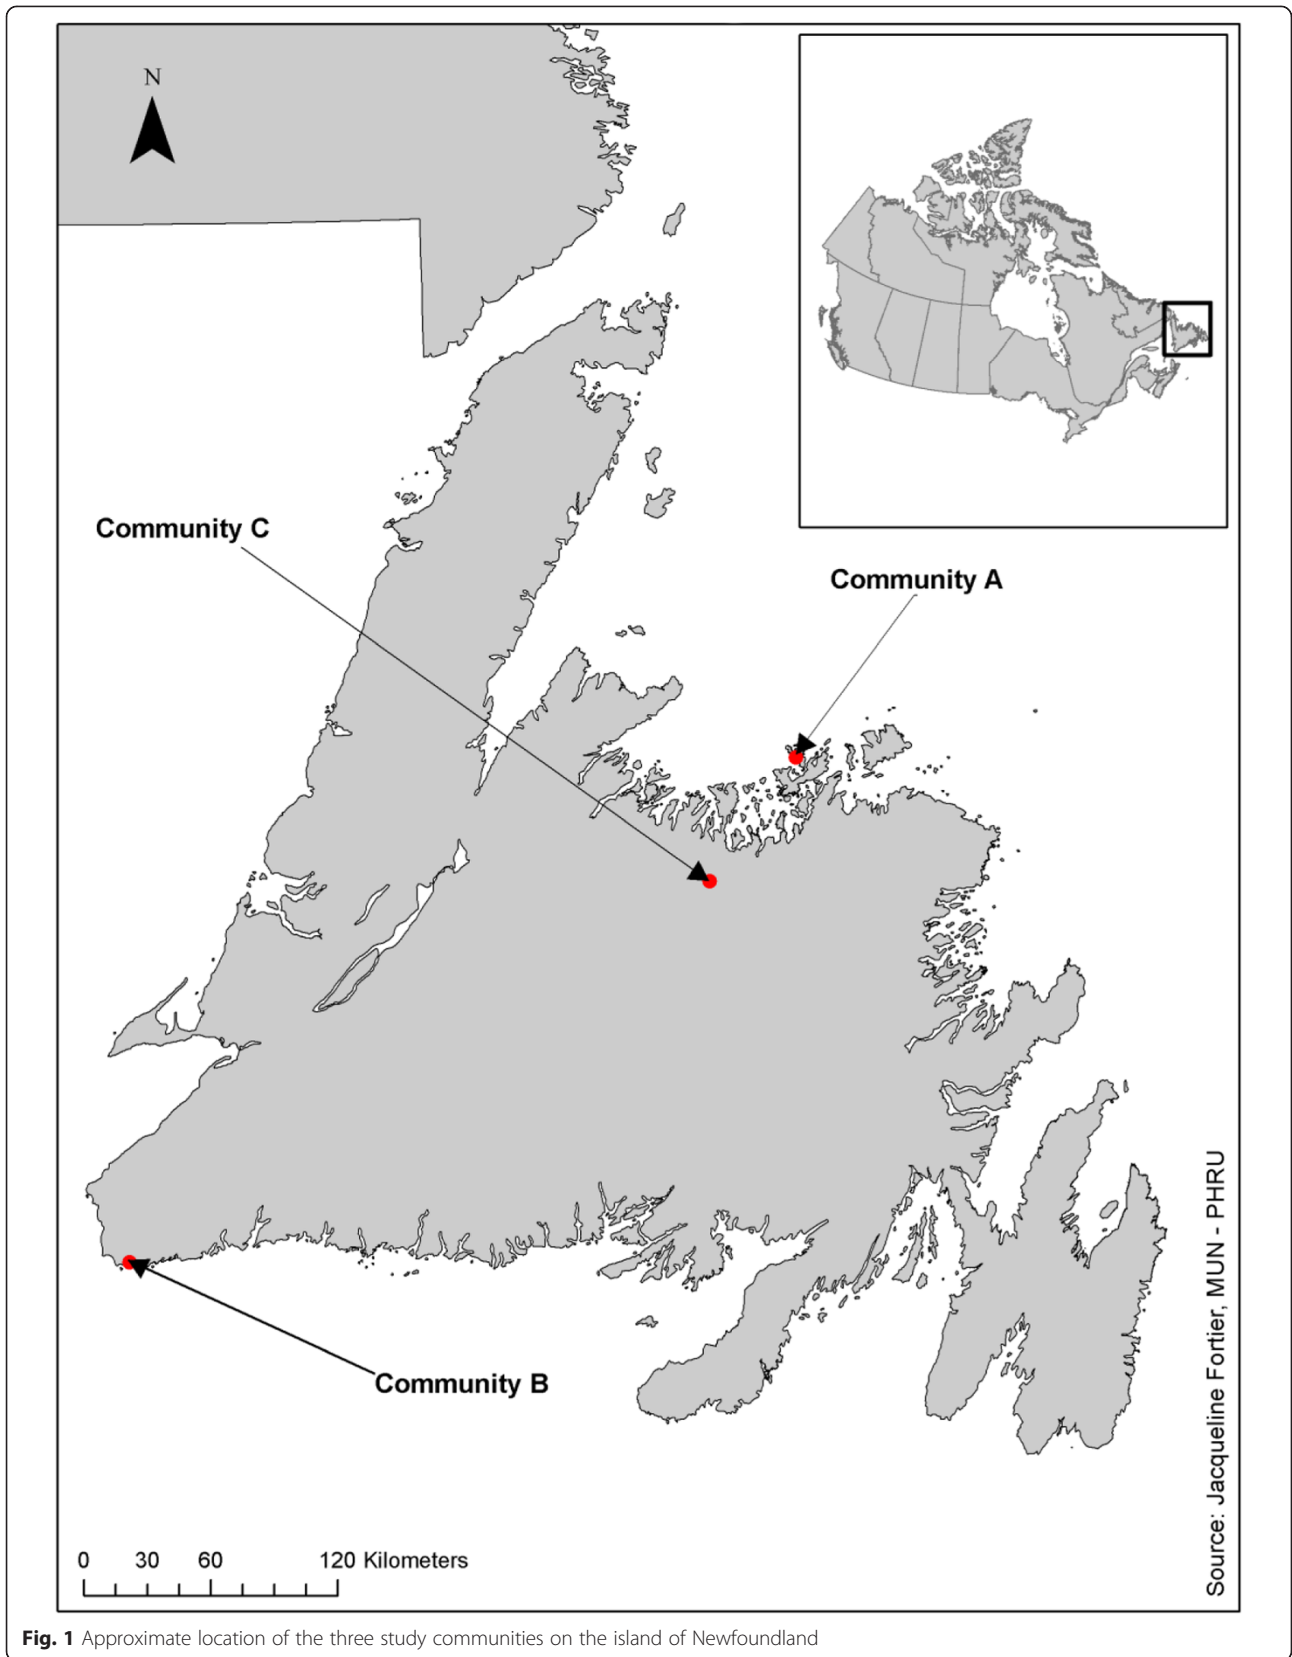 N
Community C
Community A
Community B
0 30 60 120 Kilometers
Source: Jacqueline Fortier, MUN - PHRU
Fig. 1 Approximate location of the three study communities on the island of Newfoundland